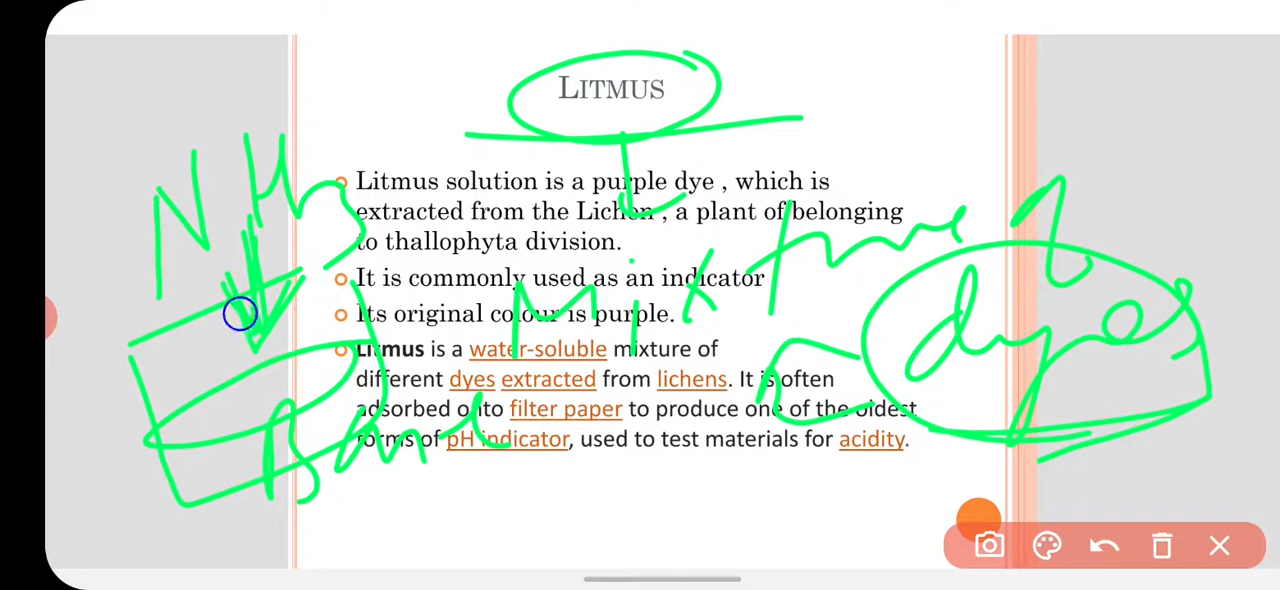 LITMUS
Litmus solution is a purple dye , which is
extracted from the Lichen , a plant of belonging
to thallophyta division.
It is commonly used as an indicator
Its original colour is purple.
Litmus is a water-soluble mixture of
different dyes extracted from lichens. It is often
adsorbed onto filter paper to produce one of the oldest
forms of pH indicator, used to test materials for acidity.
NH3
Mixture
dyes
Base